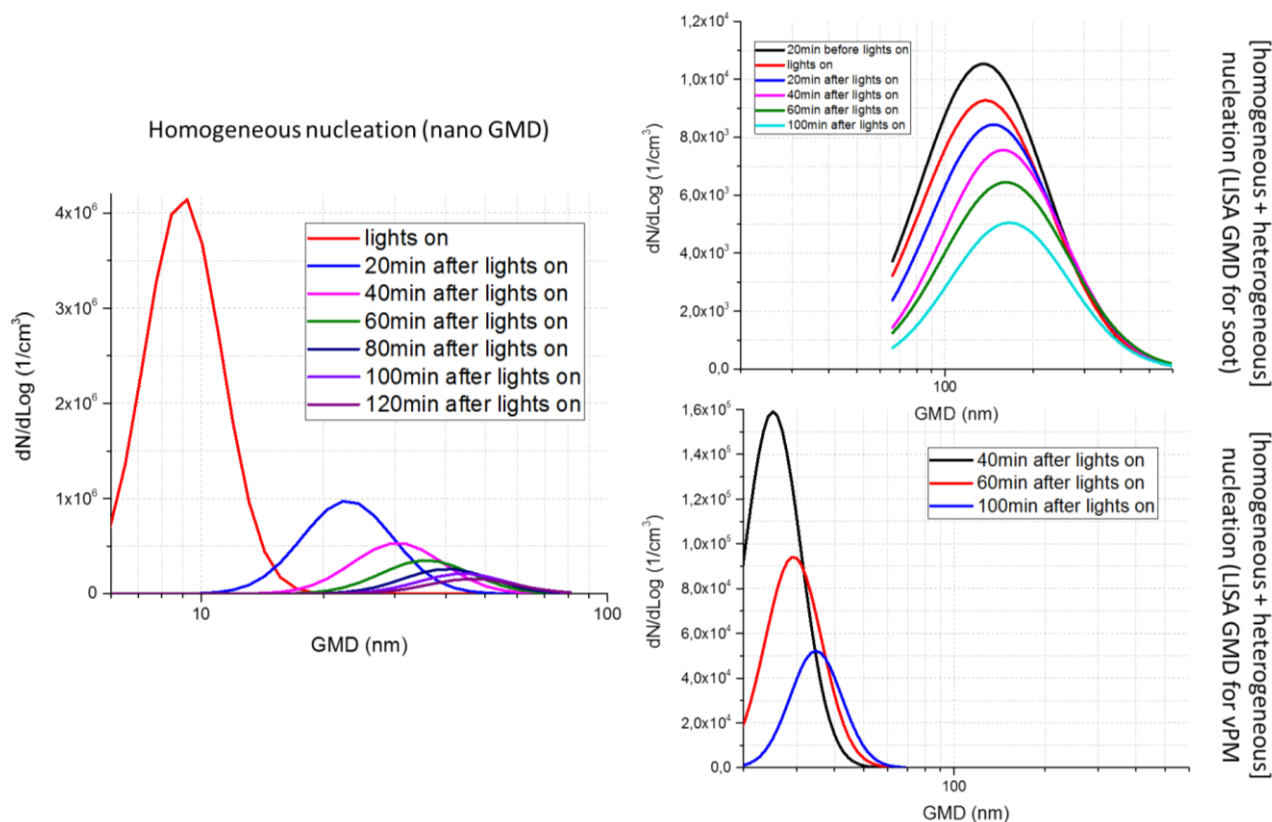 Homogeneous nucleation (nano GMD)
dN/dLog (1/cm³)
4x10⁶
3x10⁶
2x10⁶
1x10⁶
0
lights on
20min after lights on
40min after lights on
60min after lights on
80min after lights on
100min after lights on
120min after lights on
10
100
GMD (nm)
dN/dLog (1/cm³)
1,2x10⁴
1,0x10⁴
8,0x10³
6,0x10³
4,0x10³
2,0x10³
0,0
20min before lights on
lights on
20min after lights on
40min after lights on
60min after lights on
100min after lights on
100
GMD (nm)
[homogeneous + heterogeneous]
nucleation (LISA GMD for soot)
dN/dLog (1/cm³)
1,6x10⁵
1,4x10⁵
1,2x10⁵
1,0x10⁵
8,0x10⁴
6,0x10⁴
4,0x10⁴
2,0x10⁴
0,0
40min after lights on
60min after lights on
100min after lights on
100
GMD (nm)
[homogeneous + heterogeneous]
nucleation (LISA GMD for vPM